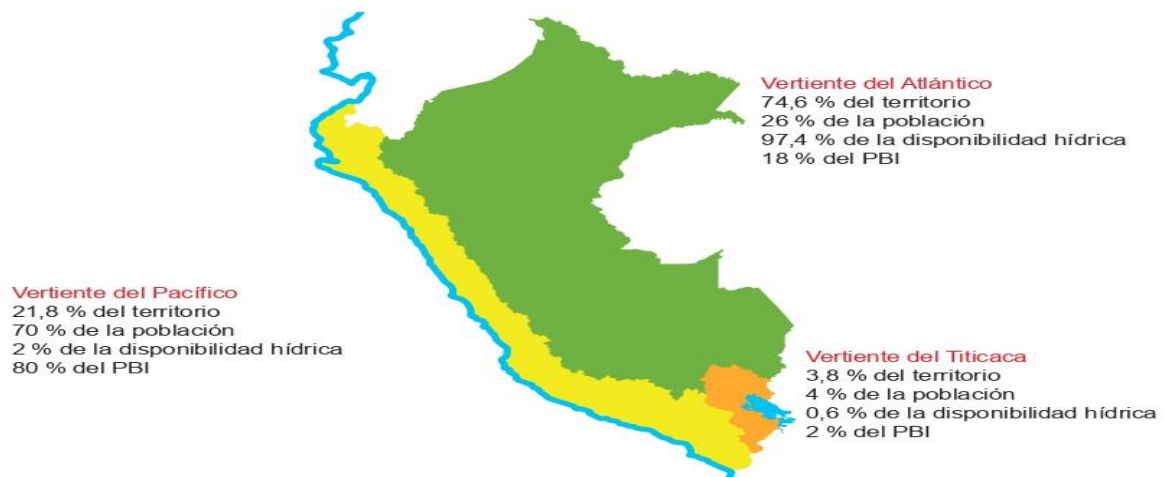 Vertiente del Atlántico
74,6 % del territorio
26 % de la población
97,4 % de la disponibilidad hídrica
18 % del PBI
Vertiente del Pacífico
21,8 % del territorio
70 % de la población
2 % de la disponibilidad hídrica
80 % del PBI
Vertiente del Titicaca
3,8 % del territorio
4 % de la población
0,6 % de la disponibilidad hídrica
2 % del PBI